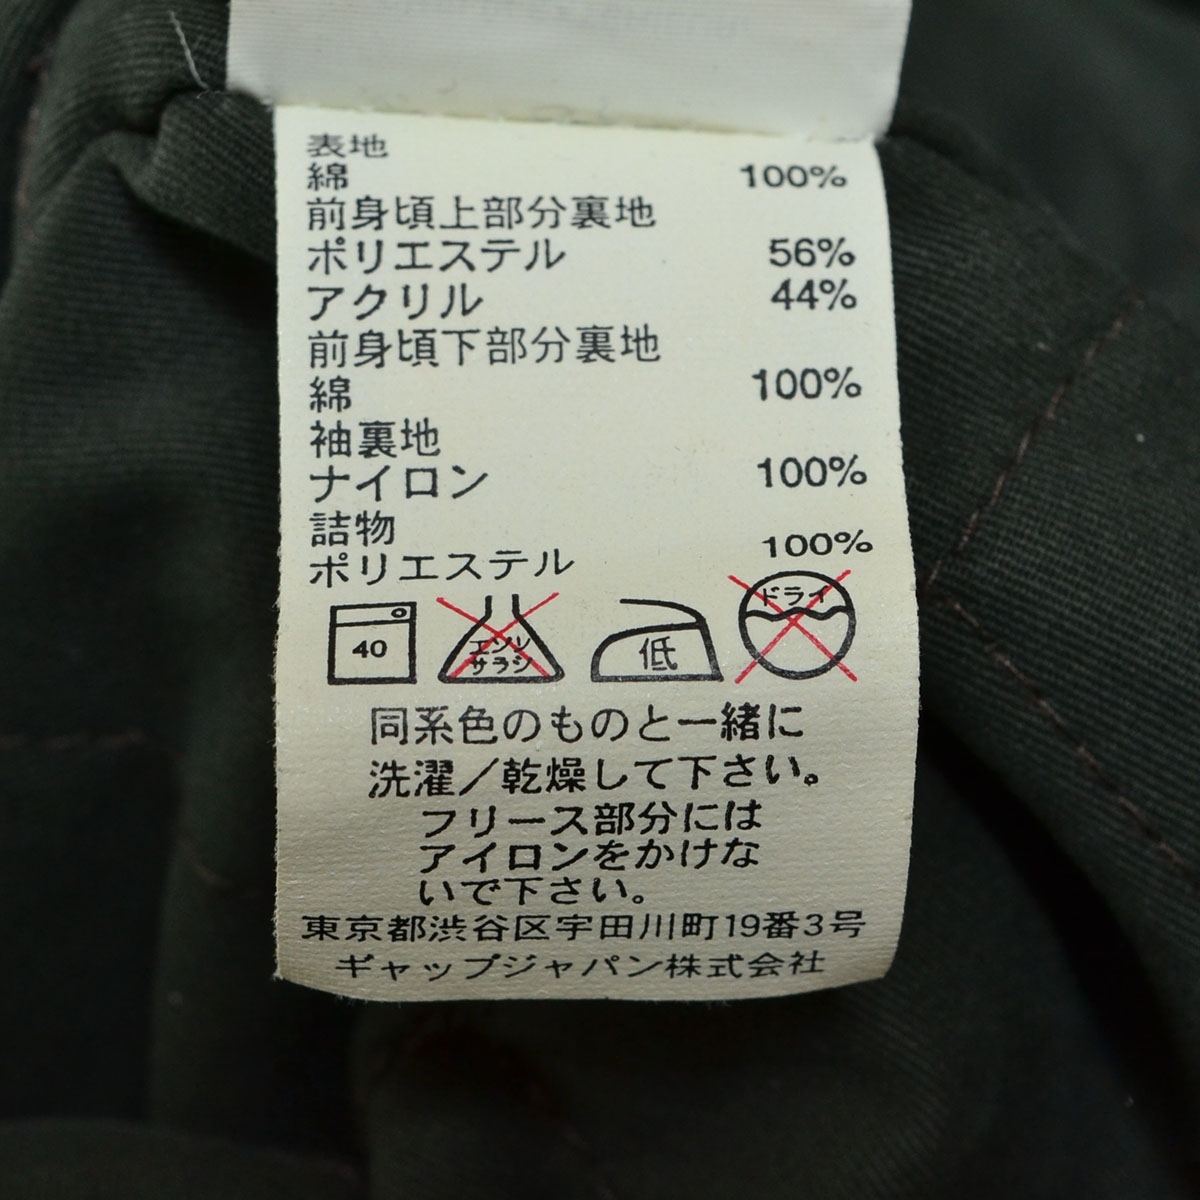 表地
綿 100%
前身頃上部分裏地
ポリエステル 56%
アクリル 44%
前身頃下部分裏地
綿 100%
袖裏地
ナイロン 100%
詰物
ポリエステル 100%
40 エンソサラシ 低 ドライ
同系色のものと一緒に
洗濯/乾燥して下さい。
フリース部分には
アイロンをかけな
いで下さい。
東京都渋谷区宇田川町19番3号
ギャップジャパン株式会社